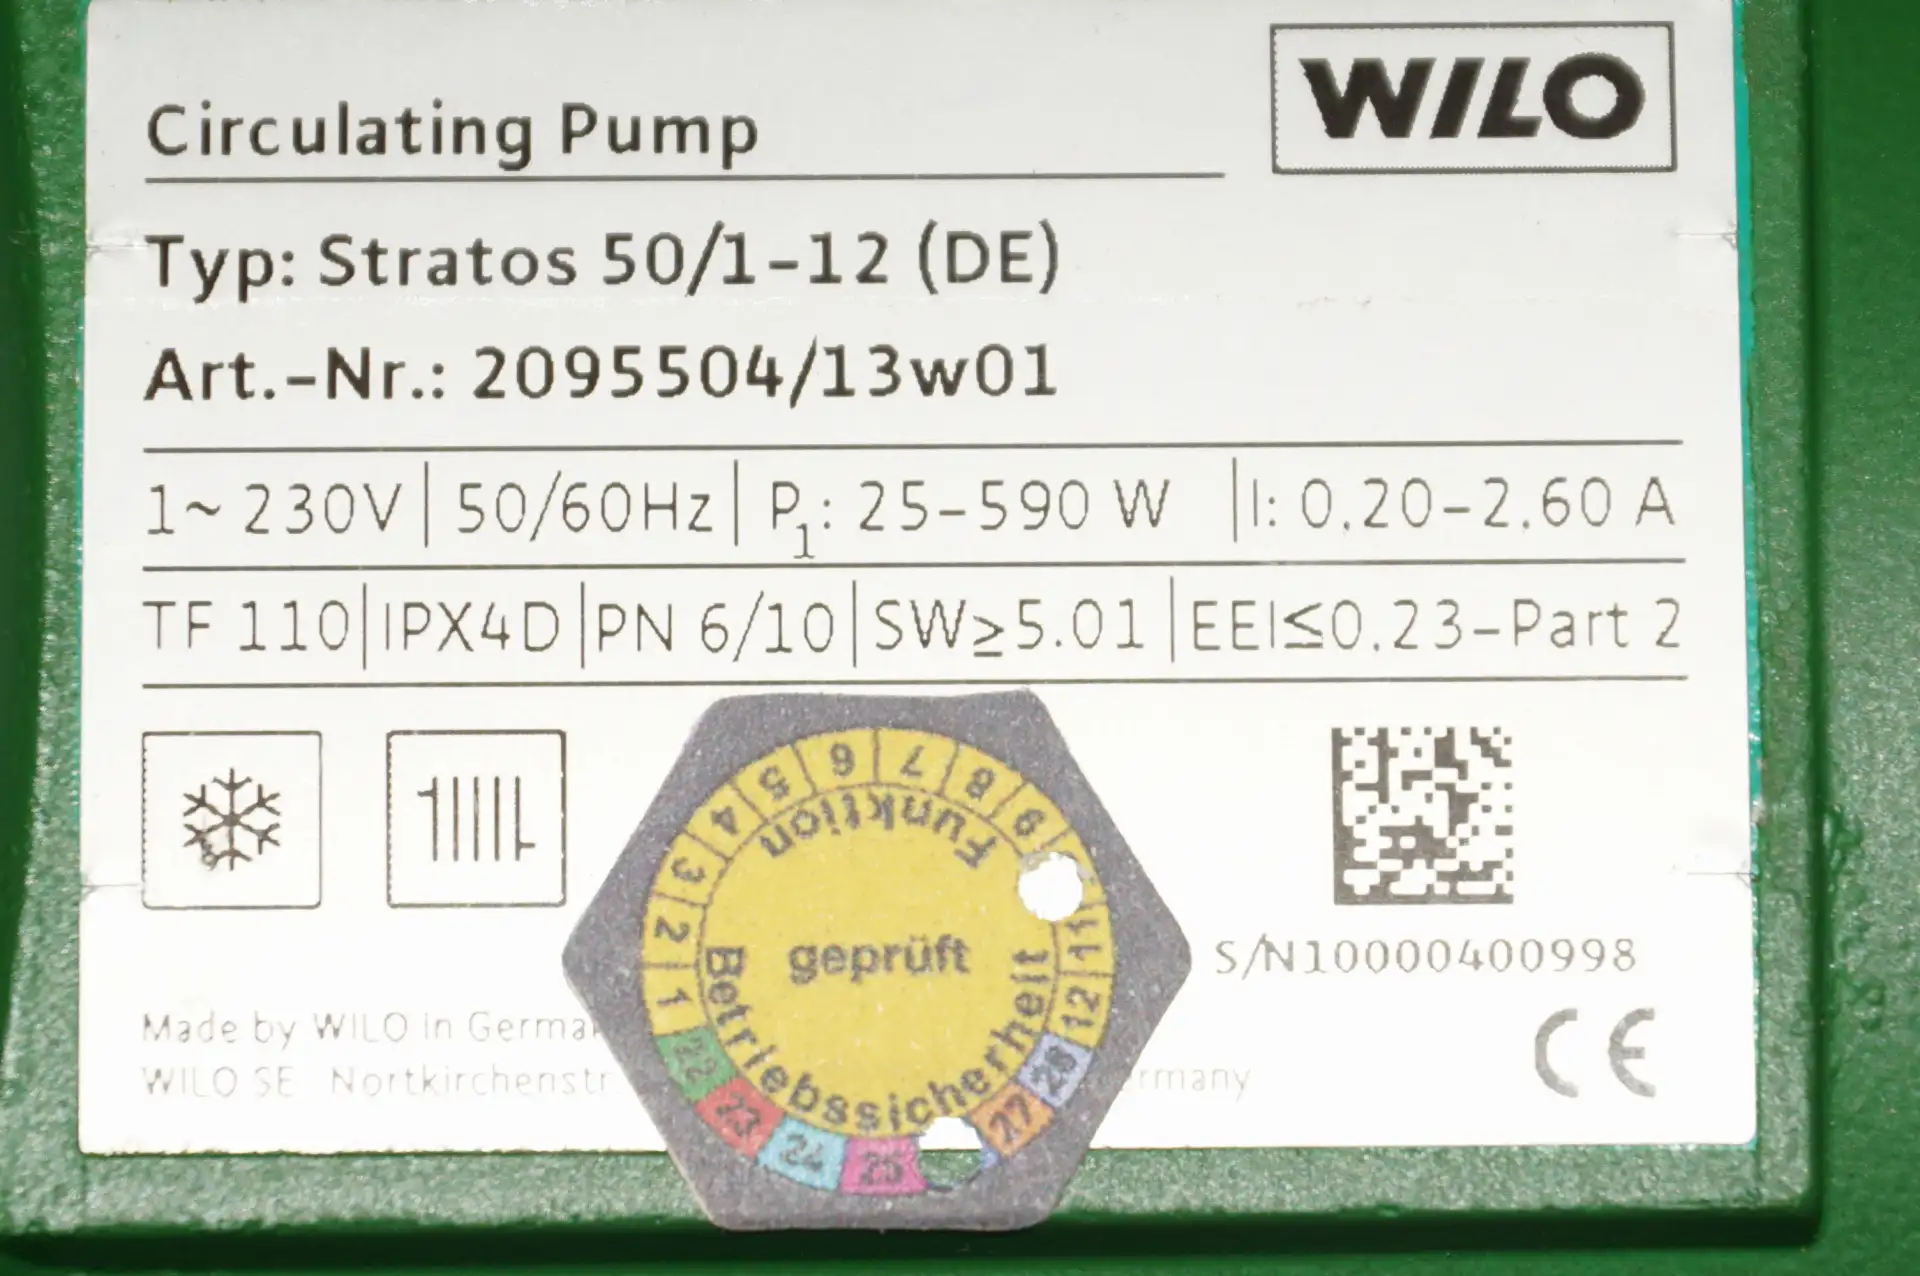 WILO
Circulating Pump
Typ: Stratos 50/1-12 (DE)
Art.-Nr.: 2095504/13w01
1~ 230V | 50/60Hz | P1: 25-590 W | I: 0.20-2.60 A
TF 110 | IPX4D | PN 6/10 | SW≥5.01 | EEI≤0.23-Part 2
1 2 3 4 5 6 7 8 9 11 12
Funktion
geprüft
Betriebssicherheit
22 23 24 25 27 28
S/N10000400998
Made by WILO in
WILO SE
CE